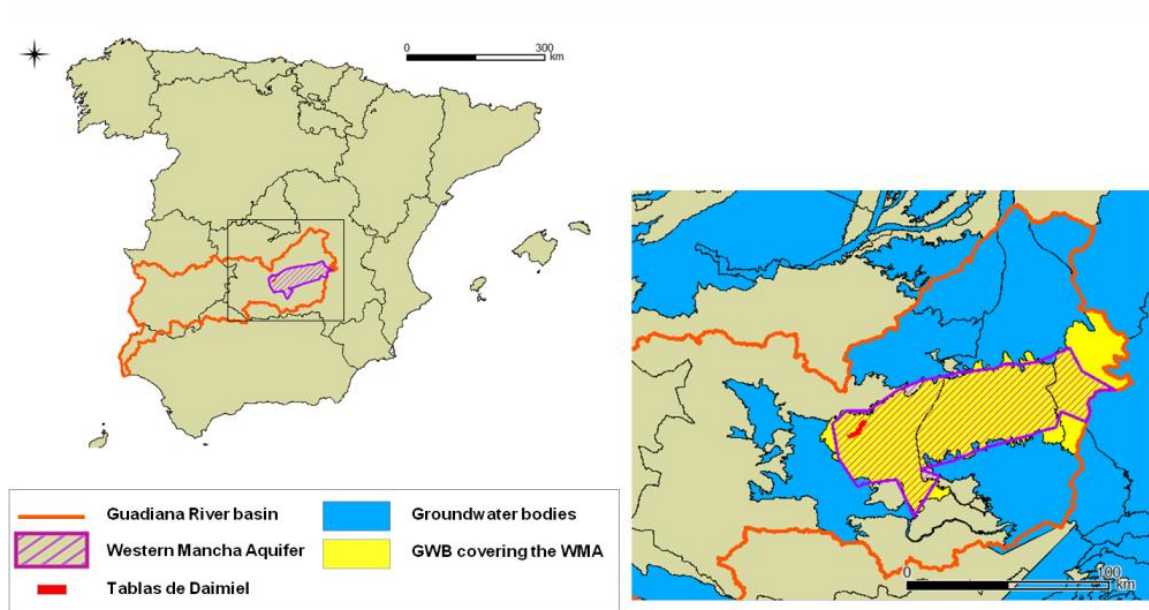 0 300
km
Guadiana River basin
Western Mancha Aquifer
Tablas de Daimiel
Groundwater bodies
GWB covering the WMA
0 100
km